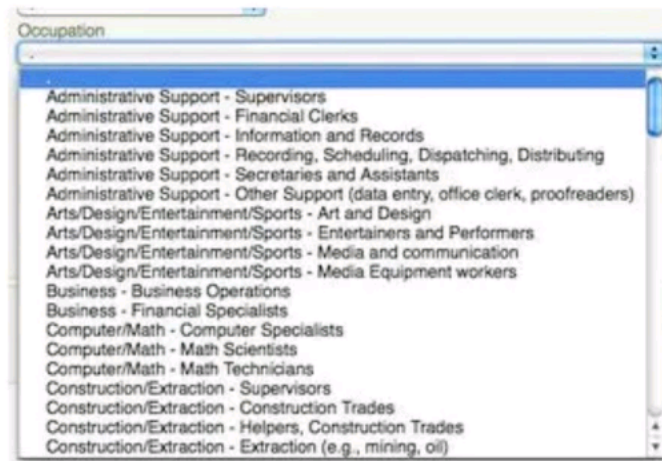 Occupation
.
.
Administrative Support - Supervisors
Administrative Support - Financial Clerks
Administrative Support - Information and Records
Administrative Support - Recording, Scheduling, Dispatching, Distributing
Administrative Support - Secretaries and Assistants
Administrative Support - Other Support (data entry, office clerk, proofreaders)
Arts/Design/Entertainment/Sports - Art and Design
Arts/Design/Entertainment/Sports - Entertainers and Performers
Arts/Design/Entertainment/Sports - Media and communication
Arts/Design/Entertainment/Sports - Media Equipment workers
Business - Business Operations
Business - Financial Specialists
Computer/Math - Computer Specialists
Computer/Math - Math Scientists
Computer/Math - Math Technicians
Construction/Extraction - Supervisors
Construction/Extraction - Construction Trades
Construction/Extraction - Helpers, Construction Trades
Construction/Extraction - Extraction (e.g., mining, oil)